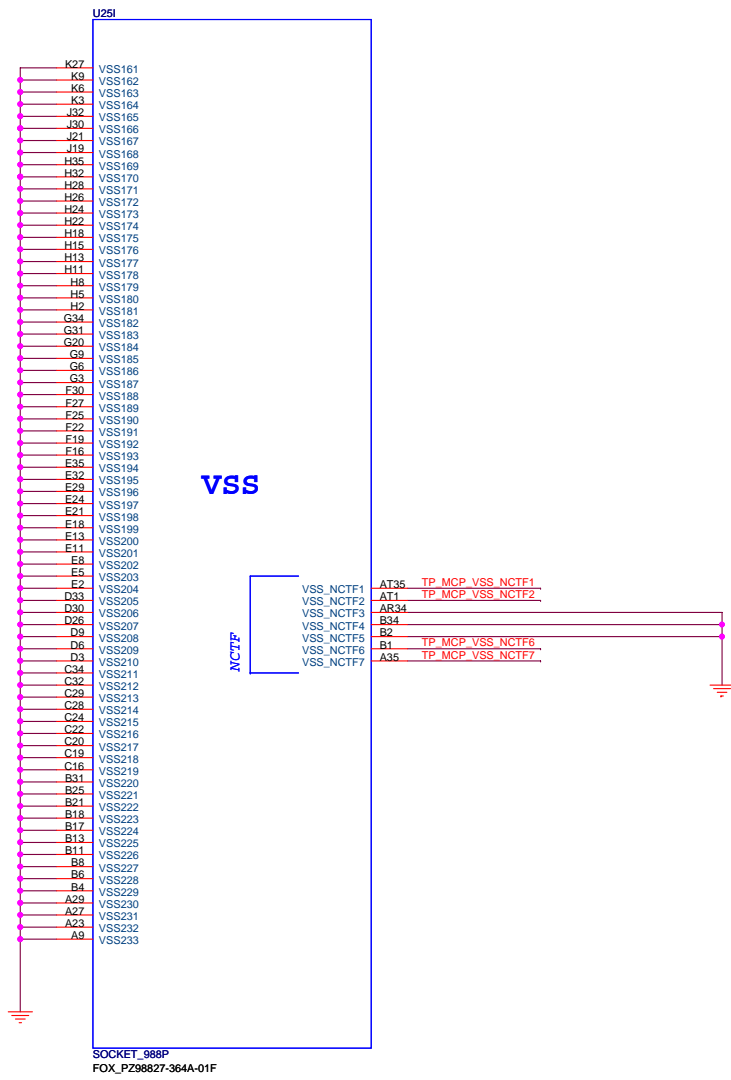 U25I
K27 VSS161
K9 VSS162
K6 VSS163
K3 VSS164
J32 VSS165
J30 VSS166
J21 VSS167
J19 VSS168
H35 VSS169
H32 VSS170
H28 VSS171
H26 VSS172
H24 VSS173
H22 VSS174
H18 VSS175
H15 VSS176
H13 VSS177
H11 VSS178
H8 VSS179
H5 VSS180
H2 VSS181
G34 VSS182
G31 VSS183
G20 VSS184
G9 VSS185
G6 VSS186
G3 VSS187
F30 VSS188
F27 VSS189
F25 VSS190
F22 VSS191
F19 VSS192
F16 VSS193
E35 VSS194
E32 VSS195
E29 VSS196
E24 VSS197
E21 VSS198
E18 VSS199
E13 VSS200
E11 VSS201
E8 VSS202
E5 VSS203
E2 VSS204
D33 VSS205
D30 VSS206
D26 VSS207
D9 VSS208
D6 VSS209
D3 VSS210
C34 VSS211
C32 VSS212
C29 VSS213
C28 VSS214
C24 VSS215
C22 VSS216
C20 VSS217
C19 VSS218
C16 VSS219
B31 VSS220
B25 VSS221
B21 VSS222
B18 VSS223
B17 VSS224
B13 VSS225
B11 VSS226
B8 VSS227
B6 VSS228
B4 VSS229
A29 VSS230
A27 VSS231
A23 VSS232
A9 VSS233
VSS
NCTF
VSS_NCTF1 AT35 TP_MCP_VSS_NCTF1
VSS_NCTF2 AT1 TP_MCP_VSS_NCTF2
VSS_NCTF3 AR34
VSS_NCTF4 B34
VSS_NCTF5 B2
VSS_NCTF6 B1 TP_MCP_VSS_NCTF6
VSS_NCTF7 A35 TP_MCP_VSS_NCTF7
SOCKET_988P
FOX_PZ98827-364A-01F